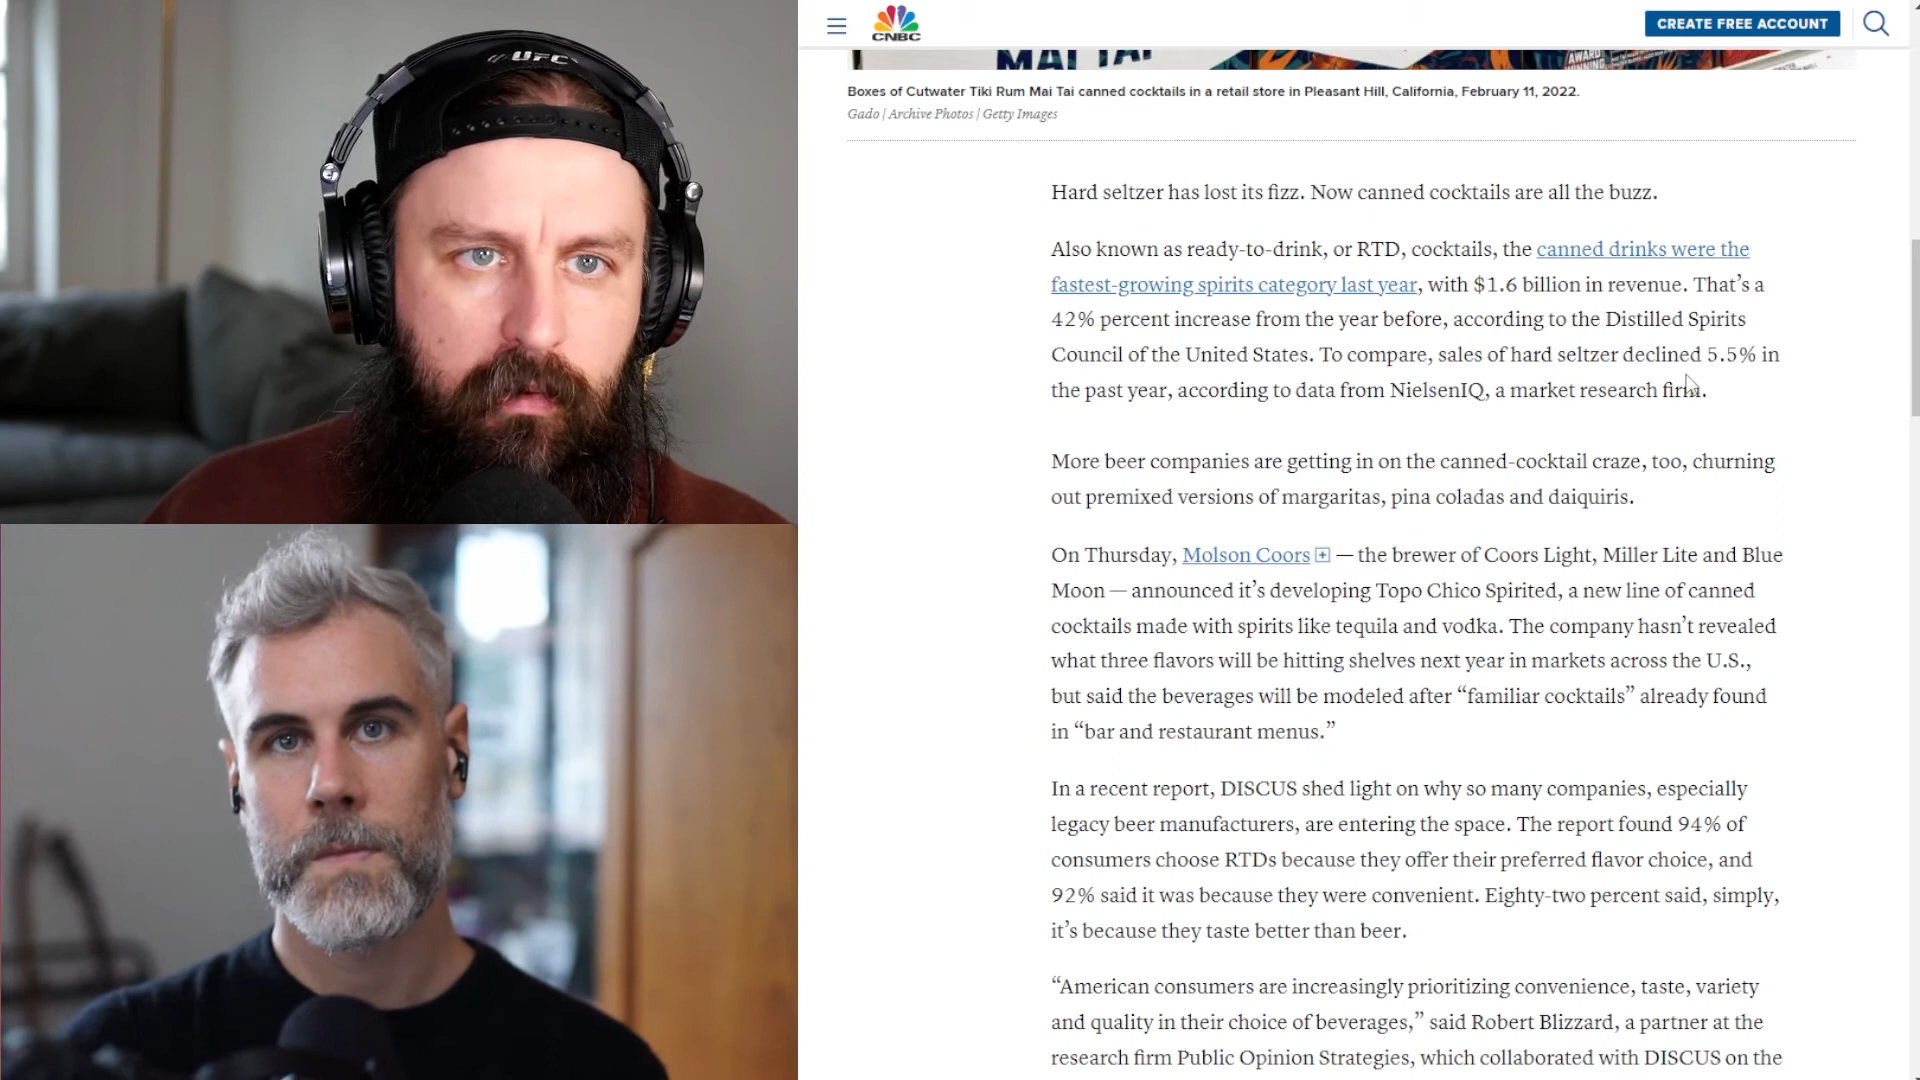 UFC
CNBC
CREATE FREE ACCOUNT
MAI TAI
Boxes of Cutwater Tiki Rum Mai Tai canned cocktails in a retail store in Pleasant Hill, California, February 11, 2022.
Gado | Archive Photos | Getty Images
Hard seltzer has lost its fizz. Now canned cocktails are all the buzz.
Also known as ready-to-drink, or RTD, cocktails, the canned drinks were the
fastest-growing spirits category last year, with $1.6 billion in revenue. That’s a
42% percent increase from the year before, according to the Distilled Spirits
Council of the United States. To compare, sales of hard seltzer declined 5.5% in
the past year, according to data from NielsenIQ, a market research firm.
More beer companies are getting in on the canned-cocktail craze, too, churning
out premixed versions of margaritas, pina coladas and daiquiris.
On Thursday, Molson Coors — the brewer of Coors Light, Miller Lite and Blue
Moon — announced it’s developing Topo Chico Spirited, a new line of canned
cocktails made with spirits like tequila and vodka. The company hasn’t revealed
what three flavors will be hitting shelves next year in markets across the U.S.,
but said the beverages will be modeled after “familiar cocktails” already found
in “bar and restaurant menus.”
In a recent report, DISCUS shed light on why so many companies, especially
legacy beer manufacturers, are entering the space. The report found 94% of
consumers choose RTDs because they offer their preferred flavor choice, and
92% said it was because they were convenient. Eighty-two percent said, simply,
it’s because they taste better than beer.
“American consumers are increasingly prioritizing convenience, taste, variety
and quality in their choice of beverages,” said Robert Blizzard, a partner at the
research firm Public Opinion Strategies, which collaborated with DISCUS on the